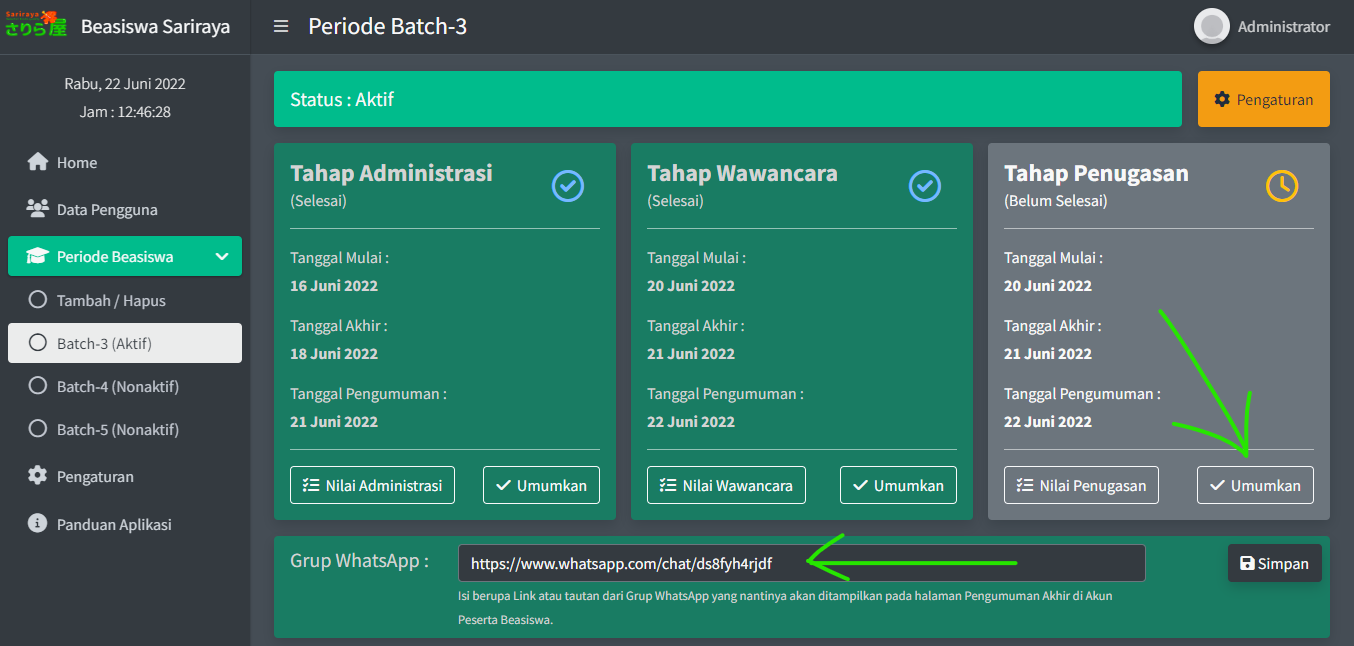 Sariraya
さりら屋
Beasiswa Sariraya
Periode Batch-3
Administrator
Rabu, 22 Juni 2022
Jam : 12:46:28
Home
Data Pengguna
Periode Beasiswa
Tambah / Hapus
Batch-3 (Aktif)
Batch-4 (Nonaktif)
Batch-5 (Nonaktif)
Pengaturan
Panduan Aplikasi
Status : Aktif
Pengaturan
Tahap Administrasi
(Selesai)
Tanggal Mulai :
16 Juni 2022
Tanggal Akhir :
18 Juni 2022
Tanggal Pengumuman :
21 Juni 2022
Nilai Administrasi
Umumkan
Tahap Wawancara
(Selesai)
Tanggal Mulai :
20 Juni 2022
Tanggal Akhir :
21 Juni 2022
Tanggal Pengumuman :
22 Juni 2022
Nilai Wawancara
Umumkan
Tahap Penugasan
(Belum Selesai)
Tanggal Mulai :
20 Juni 2022
Tanggal Akhir :
21 Juni 2022
Tanggal Pengumuman :
22 Juni 2022
Nilai Penugasan
Umumkan
Grup WhatsApp :
https://www.whatsapp.com/chat/ds8fyh4rjdf
Simpan
Isi berupa Link atau tautan dari Grup WhatsApp yang nantinya akan ditampilkan pada halaman Pengumuman Akhir di Akun
Peserta Beasiswa.